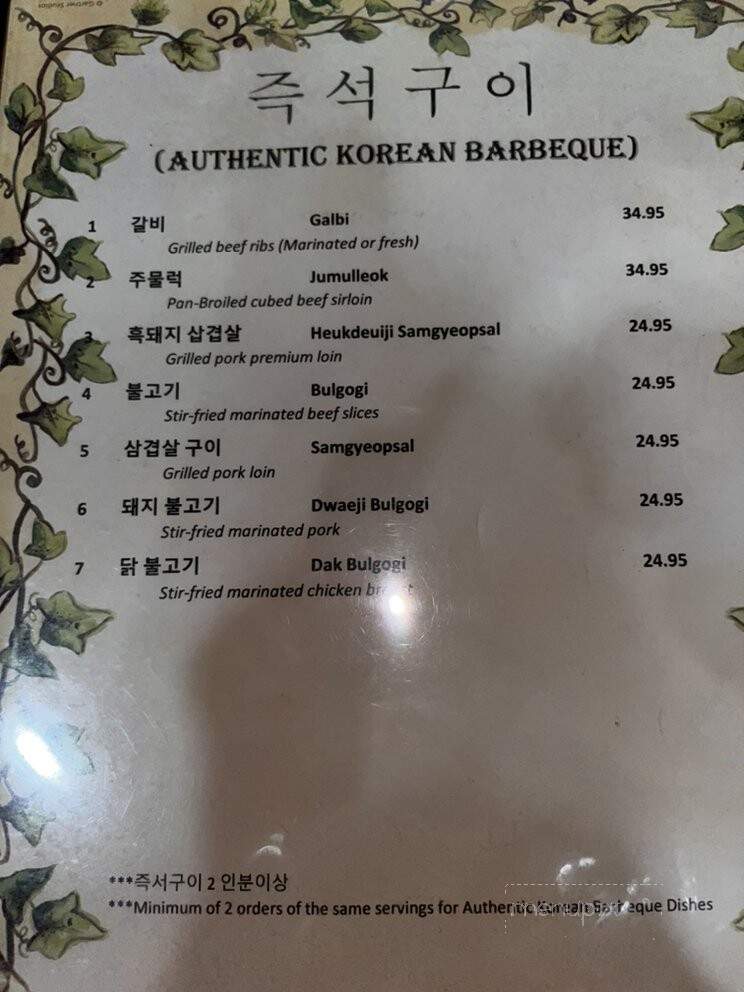 © Gartner Studios
즉석구이
(AUTHENTIC KOREAN BARBEQUE)
1 갈비 Galbi 34.95
Grilled beef ribs (Marinated or fresh)
2 주물럭 Jumulleok 34.95
Pan-Broiled cubed beef sirloin
3 흑돼지 삼겹살 Heukdeuiji Samgyeopsal 24.95
Grilled pork premium loin
4 불고기 Bulgogi 24.95
Stir-fried marinated beef slices
5 삼겹살 구이 Samgyeopsal 24.95
Grilled pork loin
6 돼지 불고기 Dwaeji Bulgogi 24.95
Stir-fried marinated pork
7 닭 불고기 Dak Bulgogi 24.95
Stir-fried marinated chicken
***즉서구이 2 인분이상
***Minimum of 2 orders of the same servings for Authentic Korean Barbeque Dishes